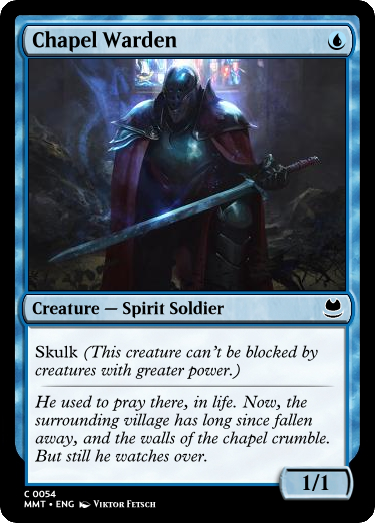 Chapel Warden
Creature — Spirit Soldier
Skulk (This creature can't be blocked by
creatures with greater power.)
He used to pray there, in life. Now, the
surrounding village has long since fallen
away, and the walls of the chapel crumble.
But still he watches over.
1/1
C 0054
MMT • ENG Viktor Fetsch